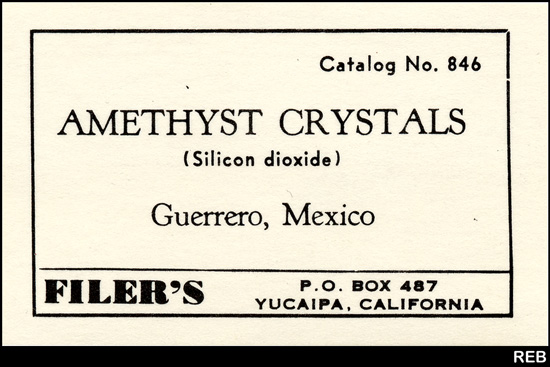 Catalog No. 846
AMETHYST CRYSTALS
(Silicon dioxide)
Guerrero, Mexico
FILER'S
P.O. BOX 487
YUCAIPA, CALIFORNIA
REB